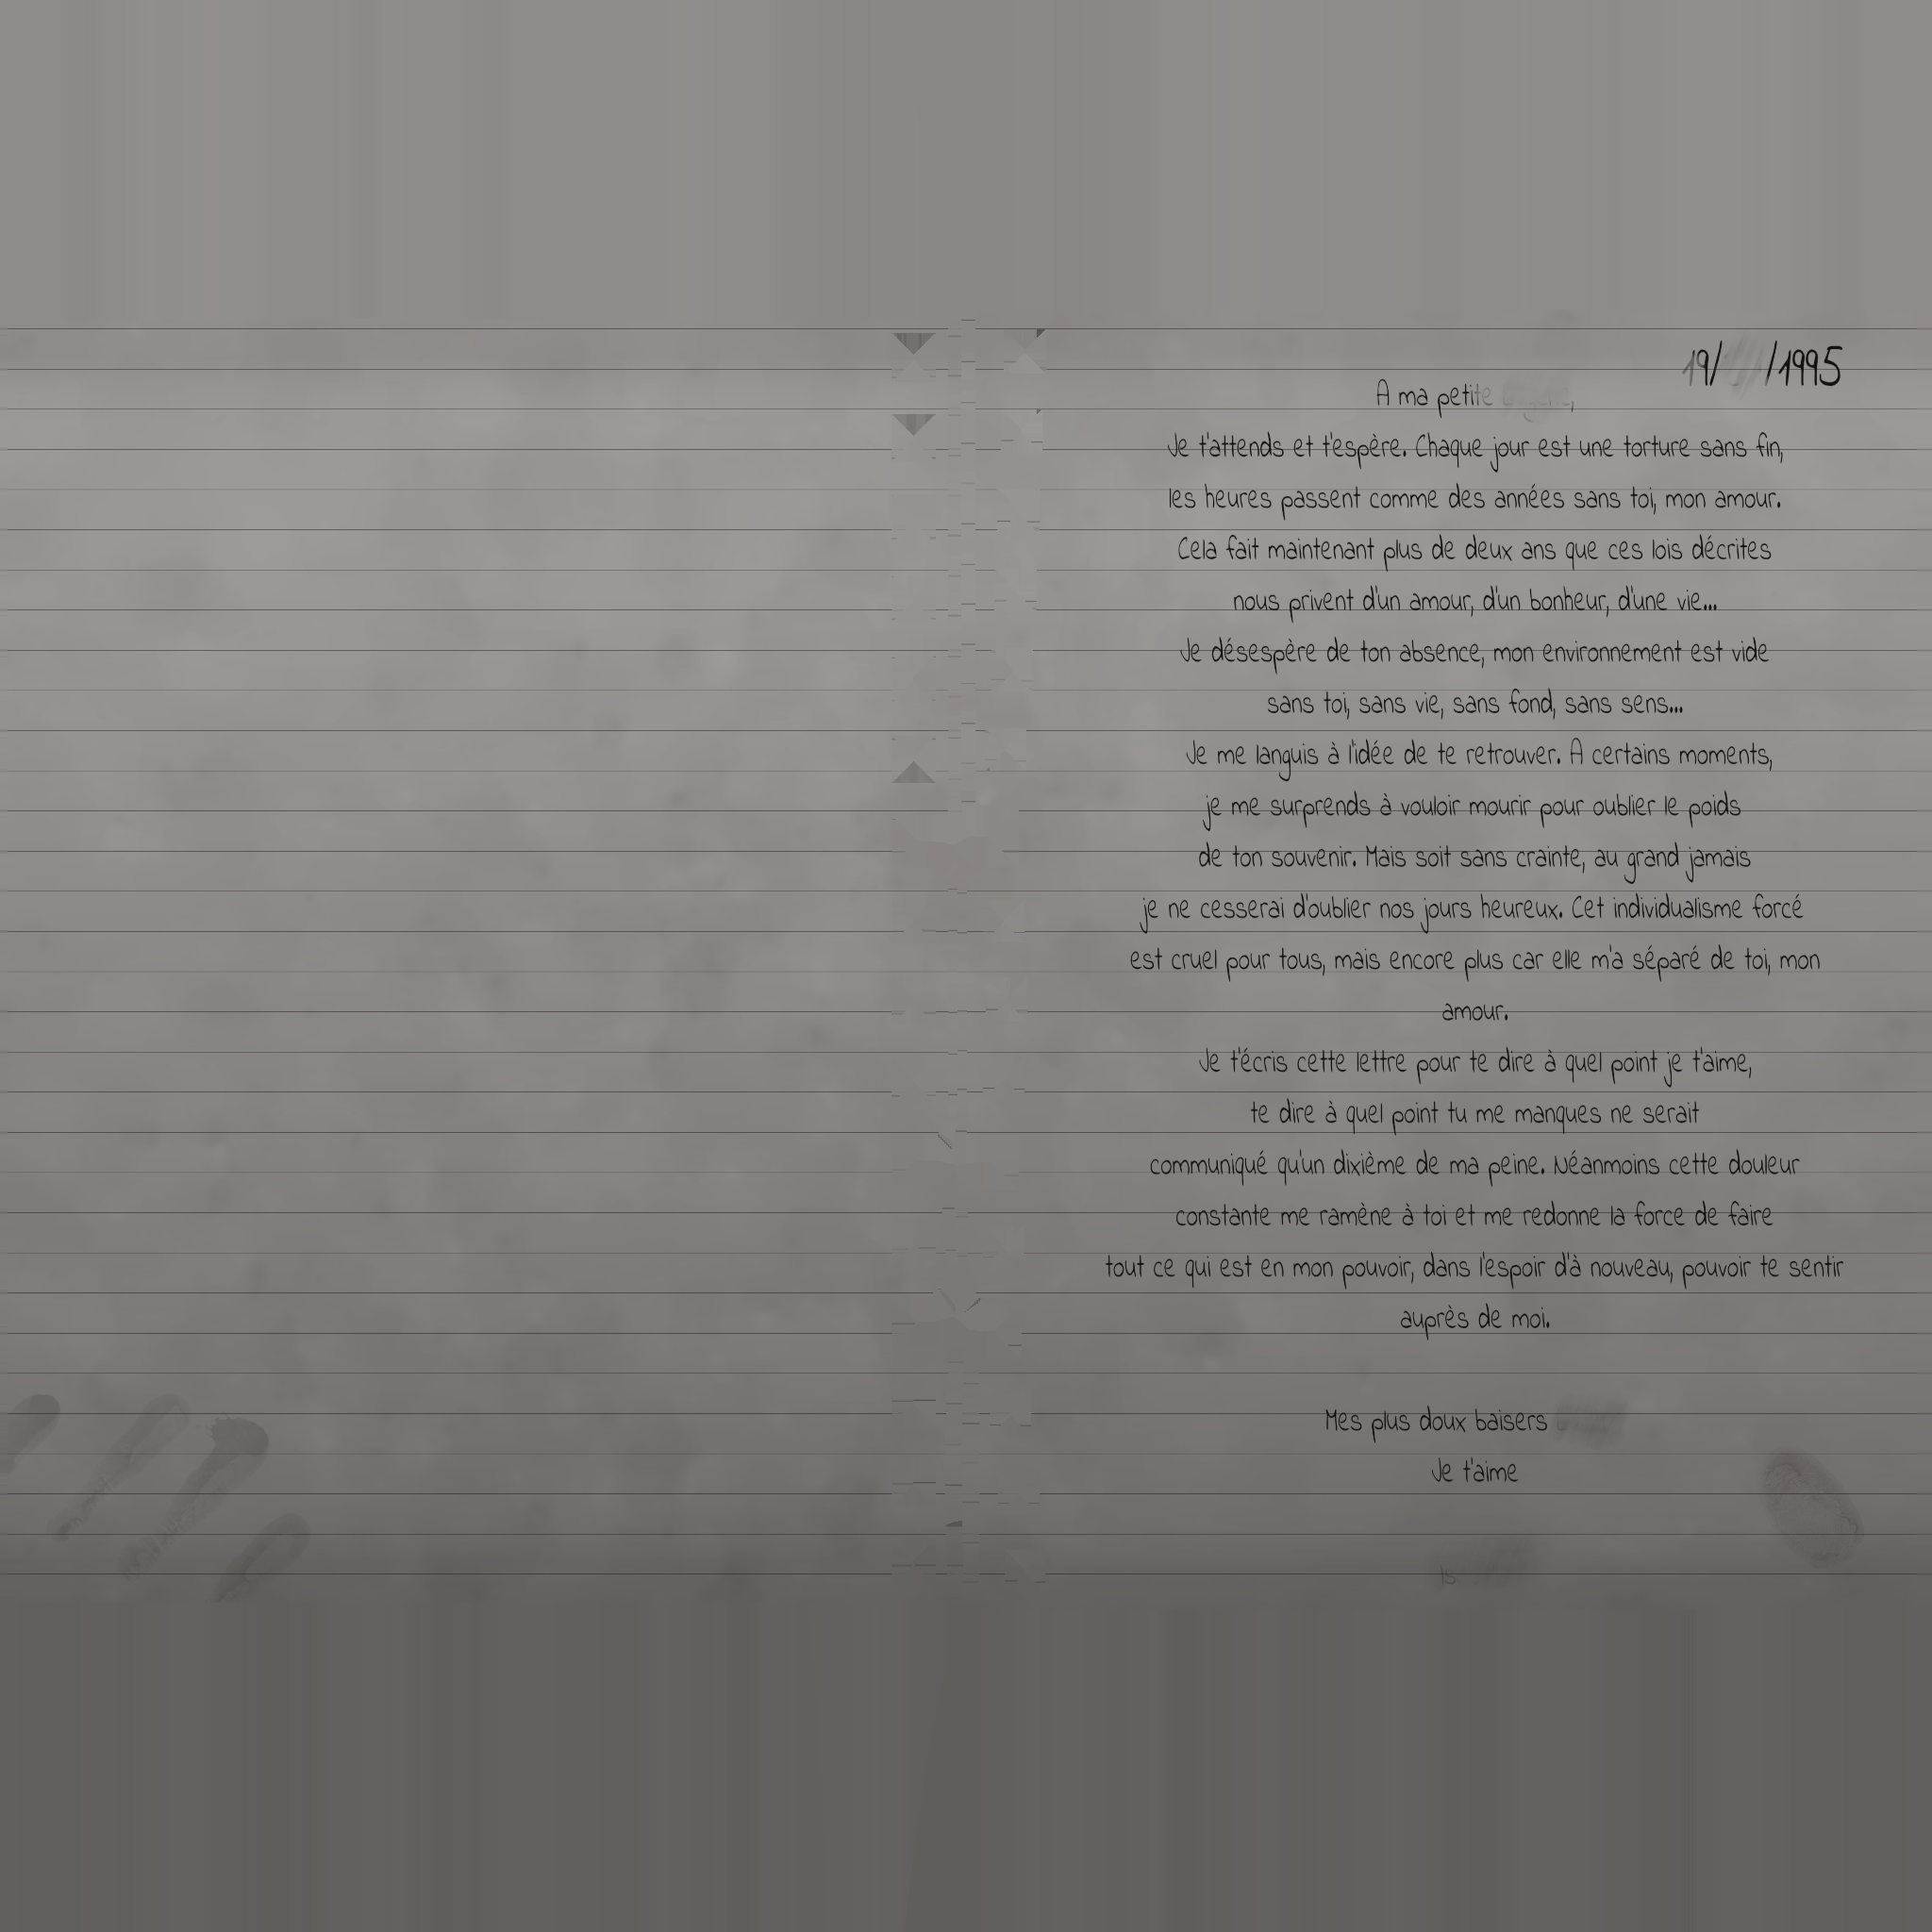 19/ /1995
A ma petite ,
Je t'attends et t'espère. Chaque jour est une torture sans fin,
les heures passent comme des années sans toi, mon amour.
Cela fait maintenant plus de deux ans que ces lois décrites
nous privent d'un amour, d'un bonheur, d'une vie...
Je désespère de ton absence, mon environnement est vide
sans toi, sans vie, sans fond, sans sens...
Je me languis à l'idée de te retrouver. A certains moments,
je me surprends à vouloir mourir pour oublier le poids
de ton souvenir. Mais soit sans crainte, au grand jamais
je ne cesserai d'oublier nos jours heureux. Cet individualisme forcé
est cruel pour tous, mais encore plus car elle m'a séparé de toi, mon
amour.
Je t'écris cette lettre pour te dire à quel point je t'aime,
te dire à quel point tu me manques ne serait
communiqué qu'un dixième de ma peine. Néanmoins cette douleur
constante me ramène à toi et me redonne la force de faire
tout ce qui est en mon pouvoir, dans l'espoir d'à nouveau, pouvoir te sentir
auprès de moi.
Mes plus doux baisers
Je t'aime